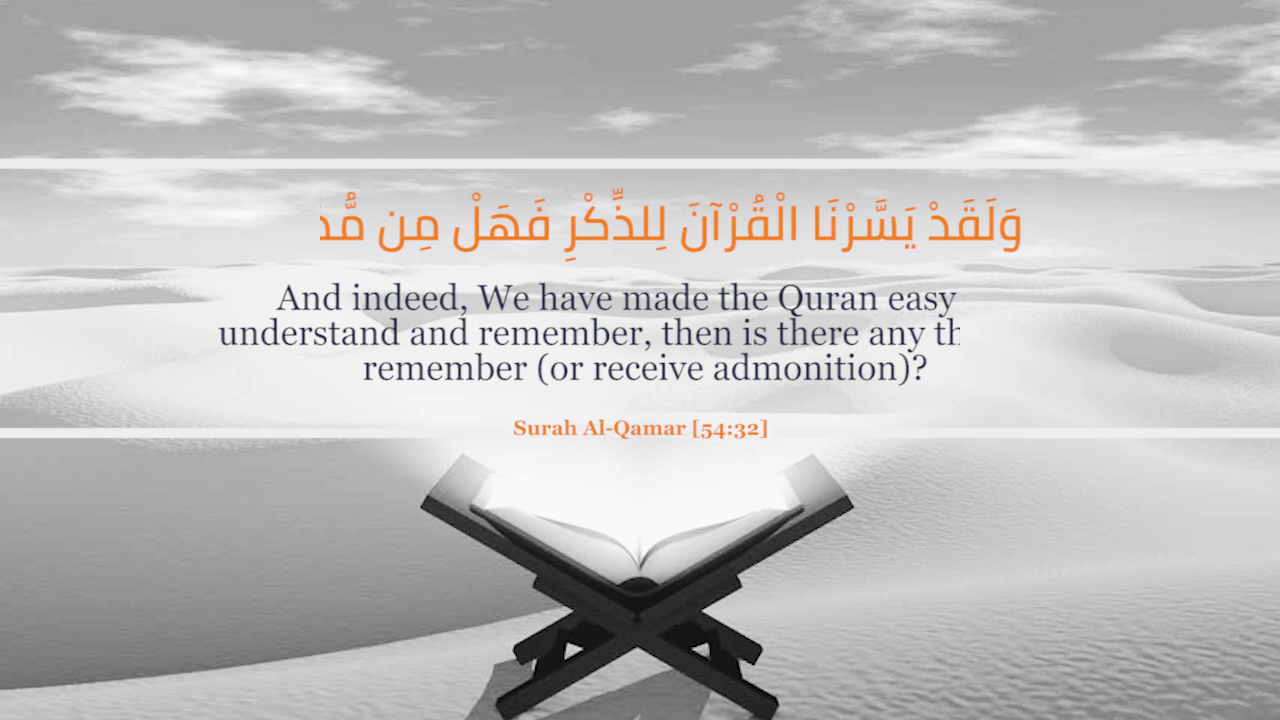 وَلَقَدْ يَسَّرْنَا الْقُرْآنَ لِلذِّكْرِ فَهَلْ مِن
And indeed, We have made the Quran easy
understand and remember, then is there any
remember (or receive admonition)?
Surah Al-Qamar [54:32]